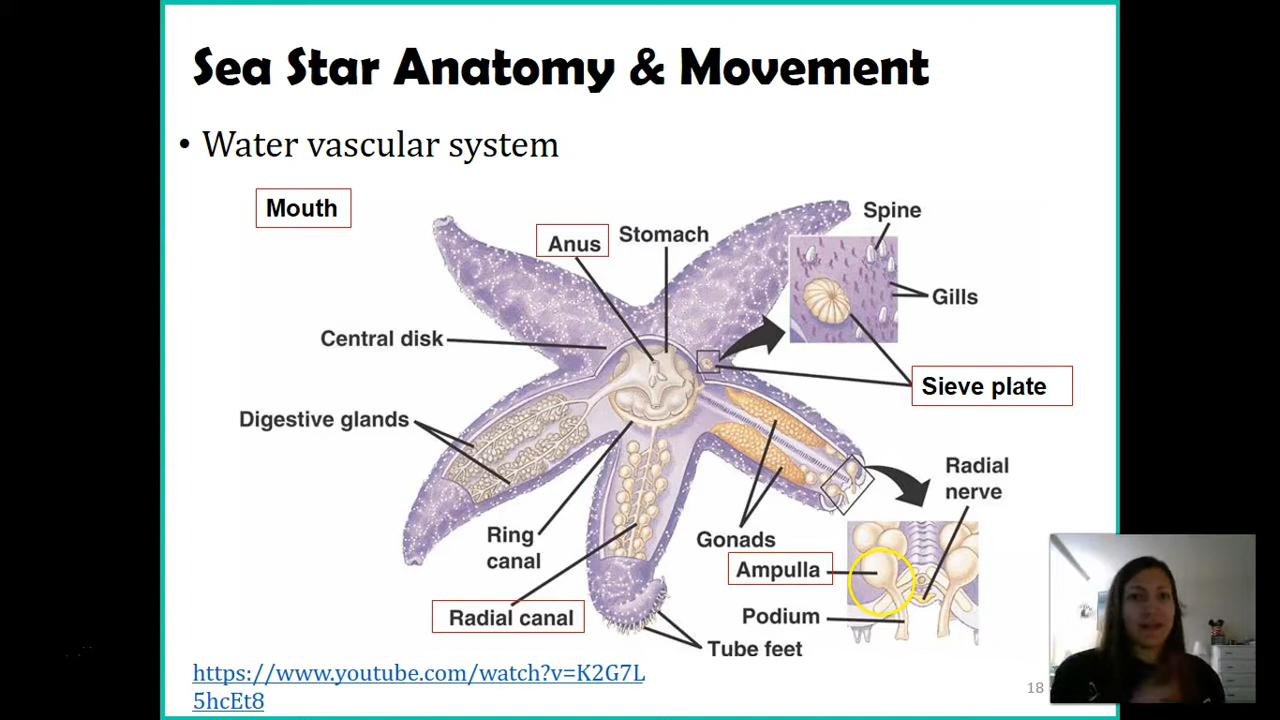 Sea Star Anatomy & Movement
• Water vascular system
Mouth
Anus
Stomach
Spine
Gills
Central disk
Sieve plate
Digestive glands
Radial
nerve
Ring
canal
Gonads
Ampulla
Radial canal
Podium
Tube feet
https://www.youtube.com/watch?v=K2G7L
5hcEt8
18